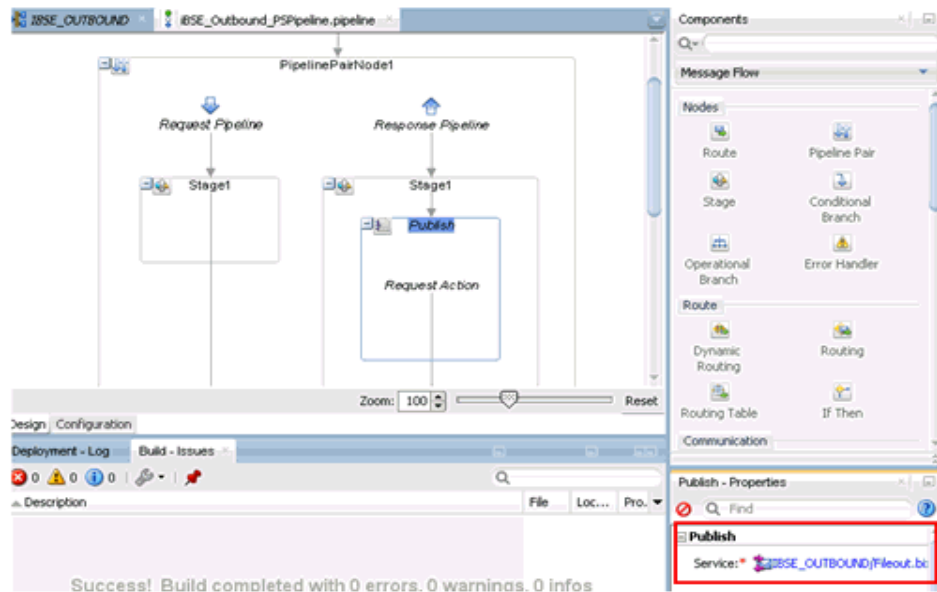 IBSE_OUTBOUND
IBSE_Outbound_PSPipeline.pipeline
PipelinePairNode1
Request Pipeline
Response Pipeline
Stage1
Stage1
Publish
Request Action
Zoom: 100
Reset
Design Configuration
Deployment - Log
Build - Issues
0 0 0
Description
File
Loc...
Pro.
Success! Build completed with 0 errors, 0 warnings, 0 infos
Components
Message Flow
Nodes
Route
Pipeline Pair
Stage
Conditional
Branch
Operational
Branch
Error Handler
Route
Dynamic
Routing
Routing
Routing Table
If Then
Communication
Publish - Properties
Find
Publish
Service:* IBSE_OUTBOUND/Fileout.bi